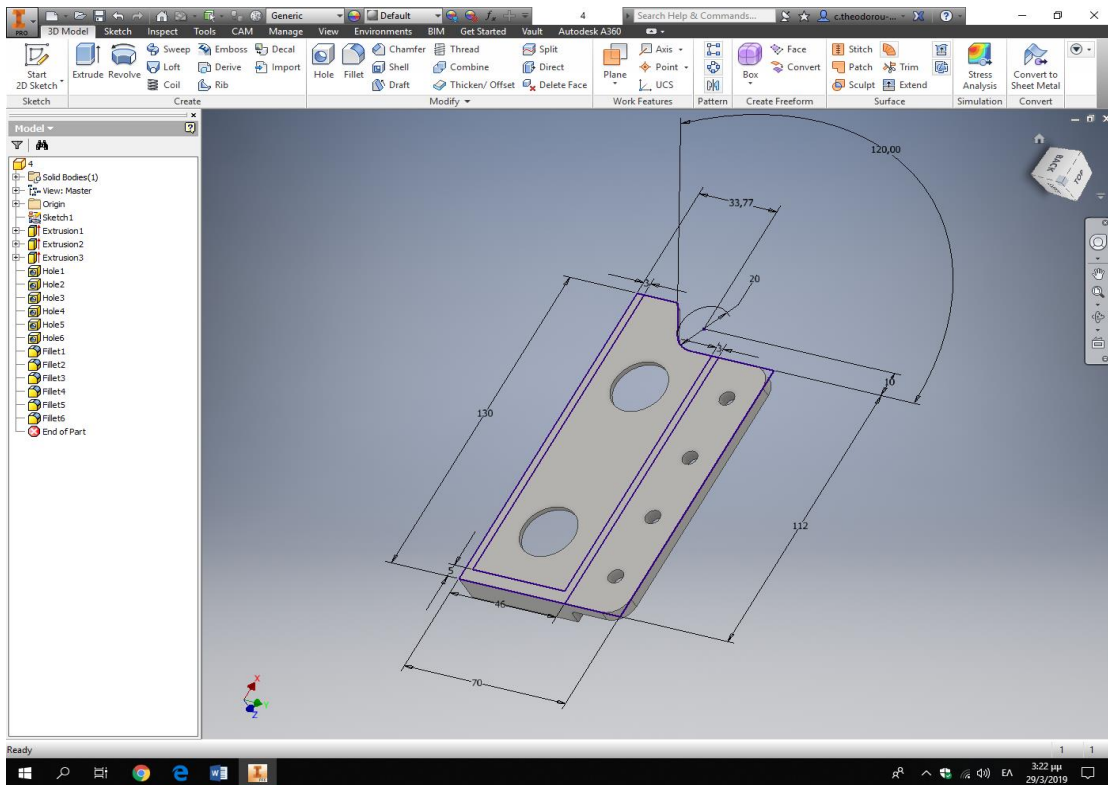 Generic
Default
4
Search Help & Commands...
c.theodorou-...
PRO
3D Model Sketch Inspect Tools CAM Manage View Environments BIM Get Started Vault Autodesk A360
Start
2D Sketch
Extrude Revolve
Sweep Emboss Decal
Loft Derive Import
Coil Rib
Hole Fillet
Chamfer Thread Split
Shell Combine Direct
Draft Thicken/ Offset Delete Face
Plane
Axis
Point
UCS
Box
Face
Convert
Stitch
Patch Trim
Sculpt Extend
Stress
Analysis
Convert to
Sheet Metal
Sketch Create Modify Work Features Pattern Create Freeform Surface Simulation Convert
Model
4
Solid Bodies(1)
View: Master
Origin
Sketch1
Extrusion1
Extrusion2
Extrusion3
Hole1
Hole2
Hole3
Hole4
Hole5
Hole6
Fillet1
Fillet2
Fillet3
Fillet4
Fillet5
Fillet6
End of Part
BACK
TOP
120,00
33,77
20
3
3
10
130
112
5
46
70
X
Y
Z
Ready
1 1
ΕΛ
3:22 μμ
29/3/2019